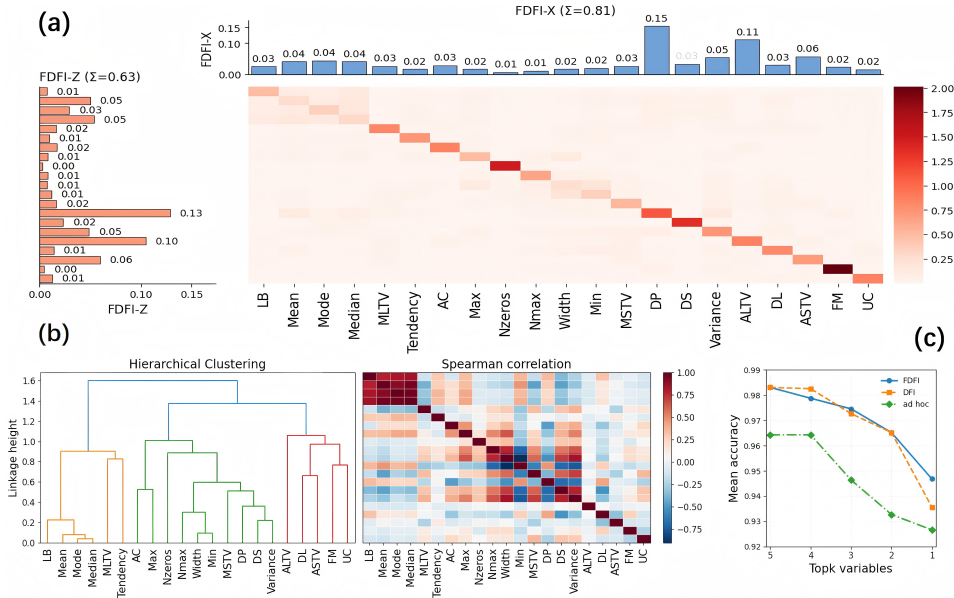 (a)
FDFI-X (Σ=0.81)
FDFI-X
0.15
0.10
0.00
0.03 0.04 0.04 0.04 0.03 0.02 0.03 0.02 0.01 0.01 0.02 0.02 0.03 0.15 0.03 0.05 0.11 0.03 0.06 0.02 0.02
FDFI-Z (Σ=0.63)
0.01
0.05
0.03
0.05
0.02
0.01
0.02
0.01
0.00
0.01
0.01
0.01
0.02
0.13
0.02
0.05
0.10
0.01
0.06
0.00
0.01
0.00 0.10
FDFI-Z
2.00
1.75
1.50
1.25
1.00
0.75
0.50
0.25
LB Mean Mode Median MLTV Tendency AC Max Nzeros Nmax Width Min MSTV DP DS Variance ALTV DL ASTV FM UC
(b)
Hierarchical Clustering
Linkage height
1.6
1.4
1.2
1.0
0.8
0.6
0.4
0.2
0.0
LB Mean Mode Median MLTV Tendency AC Max Nzeros Nmax Width Min MSTV DP DS Variance ALTV DL ASTV FM UC
Spearman correlation
LB Mean Mode Median MLTV Tendency AC Max Nzeros Nmax Width Min MSTV DP DS Variance ALTV DL ASTV FM UC
1.00
0.75
0.50
0.25
0.00
-0.25
-0.50
-0.75
(c)
Mean accuracy
0.99
0.98
0.96
0.95
0.94
0.93
0.92
FDFI
DFI
ad hoc
5 4 3 2 1
Topk variables